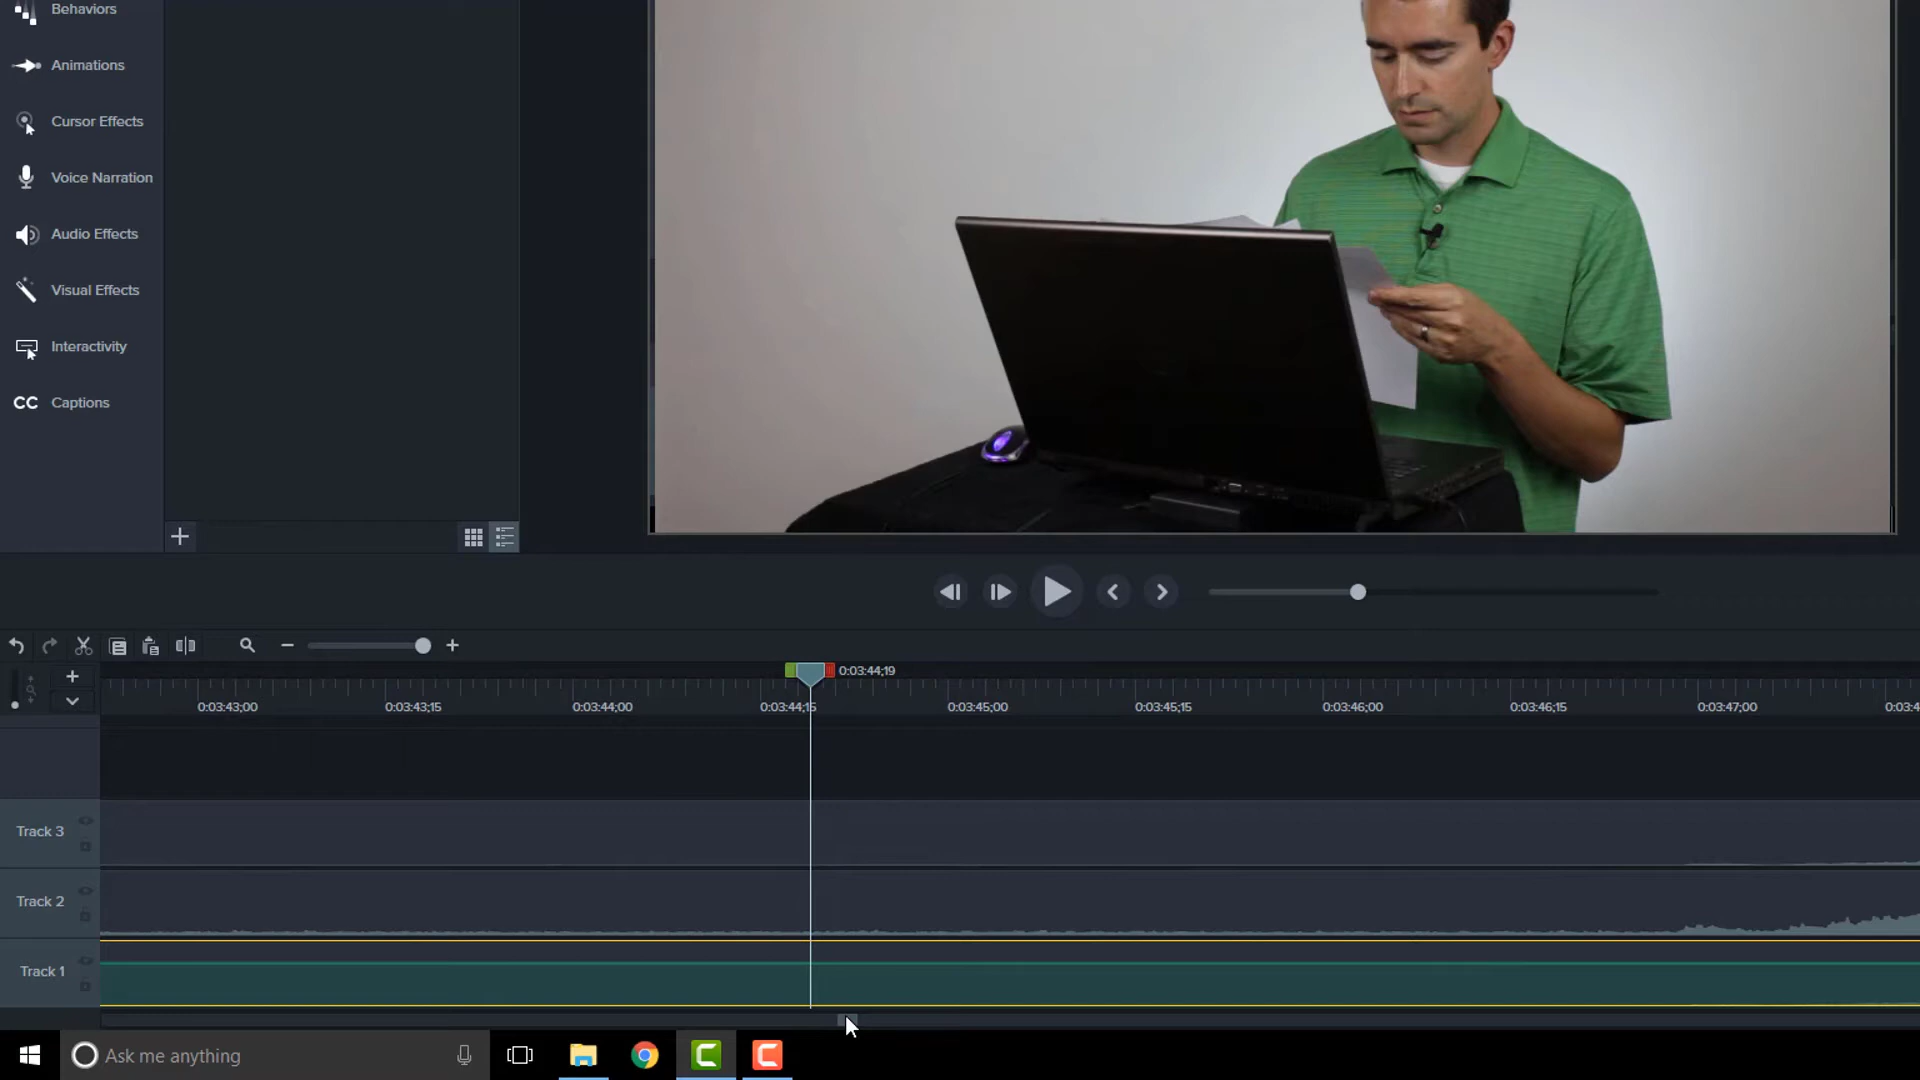 Behaviors
Animations
Cursor Effects
Voice Narration
Audio Effects
Visual Effects
Interactivity
CC Captions
0:03:44;19
0:03:43;00 0:03:43;15 0:03:44;00 0:03:44;15 0:03:45;00 0:03:45;15 0:03:46;00 0:03:46;15 0:03:47;00 0:03:4
Track 3
Track 2
Track 1
Ask me anything